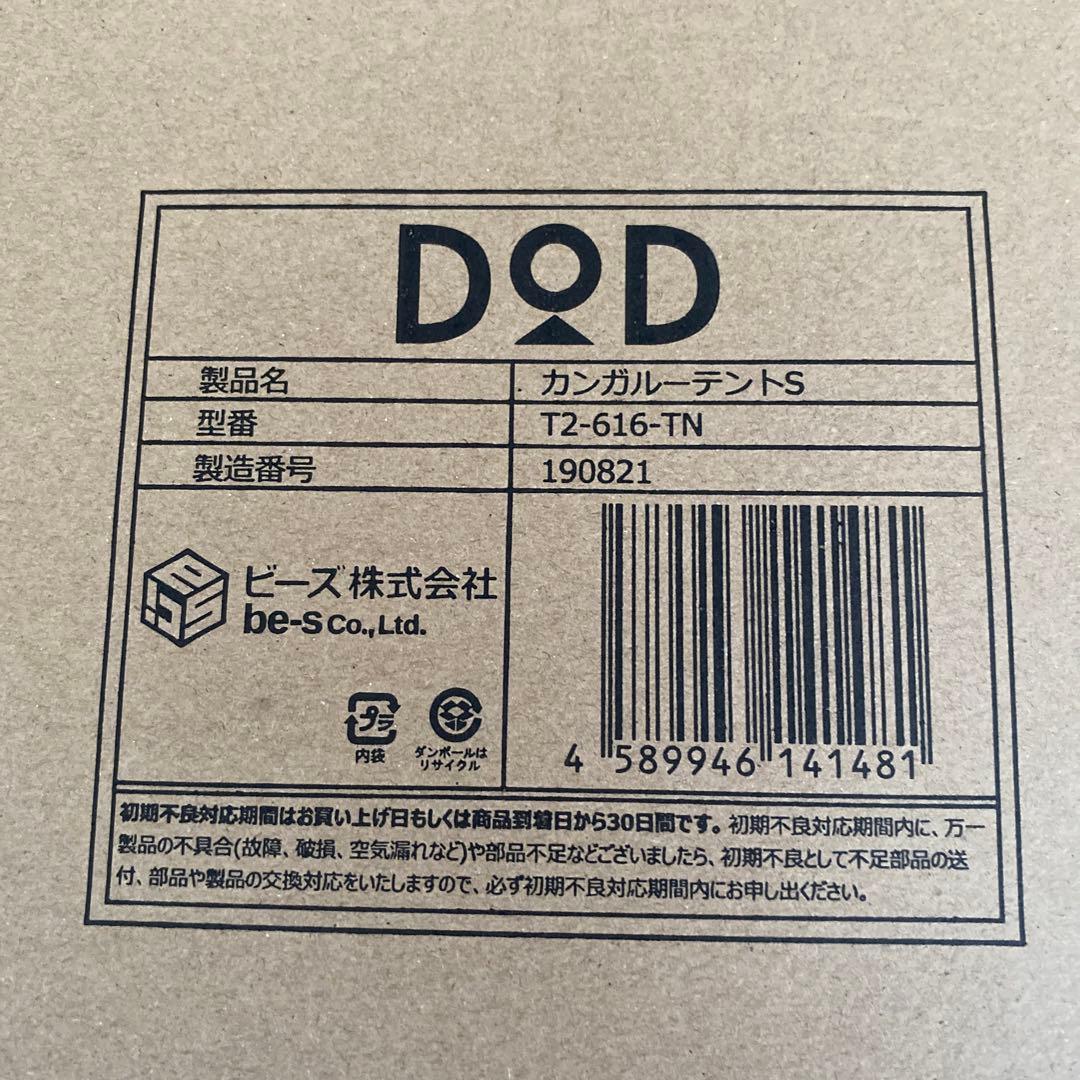 DOD
製品名 カンガルーテントS
型番 T2-616-TN
製造番号 190821
ビーズ株式会社
be-s Co.,Ltd.
プラ
内袋
ダンボールは
リサイクル
4 589946 141481
初期不良対応期間はお買い上げ日もしくは商品到着日から30日間です。初期不良対応期間内に、万一
製品の不具合(故障、破損、空気漏れなど)や部品不足などございましたら、初期不良として不足部品の送
付、部品や製品の交換対応をいたしますので、必ず初期不良対応期間内にお申し出ください。